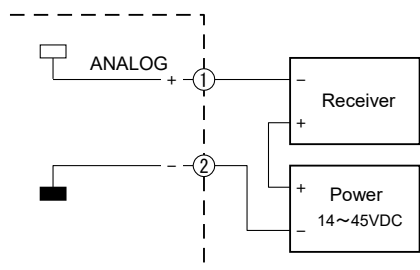 ANALOG
+ ① −
Receiver
+
− ②
+
Power
14～45VDC
−